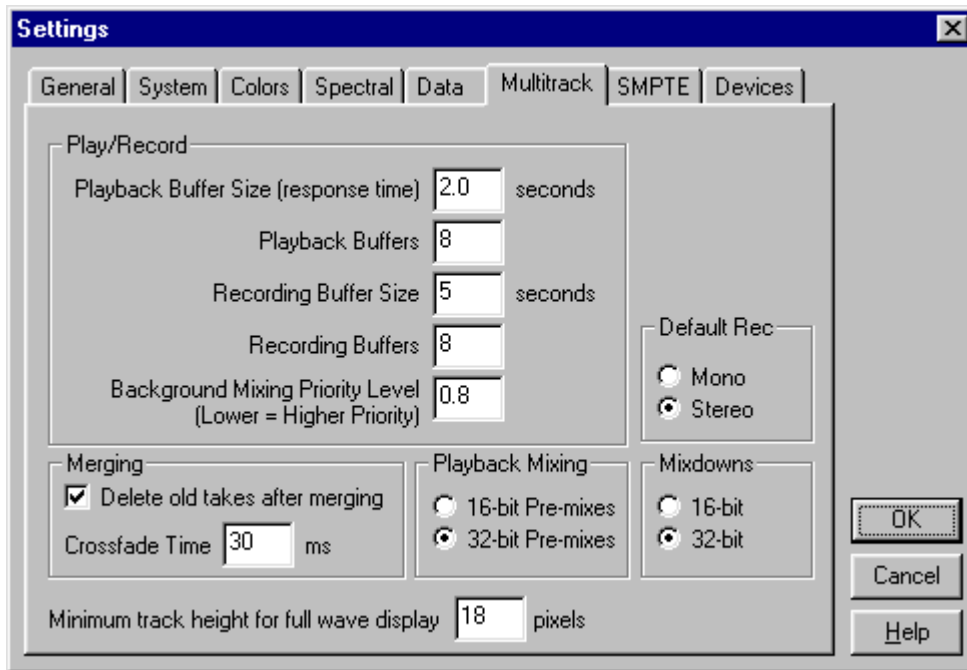 Settings
General System Colors Spectral Data Multitrack SMPTE Devices
Play/Record
Playback Buffer Size (response time) 2.0 seconds
Playback Buffers 8
Recording Buffer Size 5 seconds
Recording Buffers 8
Background Mixing Priority Level
(Lower = Higher Priority) 0.8
Default Rec
Mono
Stereo
Merging
Delete old takes after merging
Crossfade Time 30 ms
Playback Mixing
16-bit Pre-mixes
32-bit Pre-mixes
Mixdowns
16-bit
32-bit
Minimum track height for full wave display 18 pixels
OK
Cancel
Help